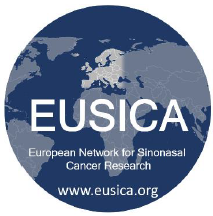 EUSICA
European Network for Sinonasal
Cancer Research
www.eusica.org